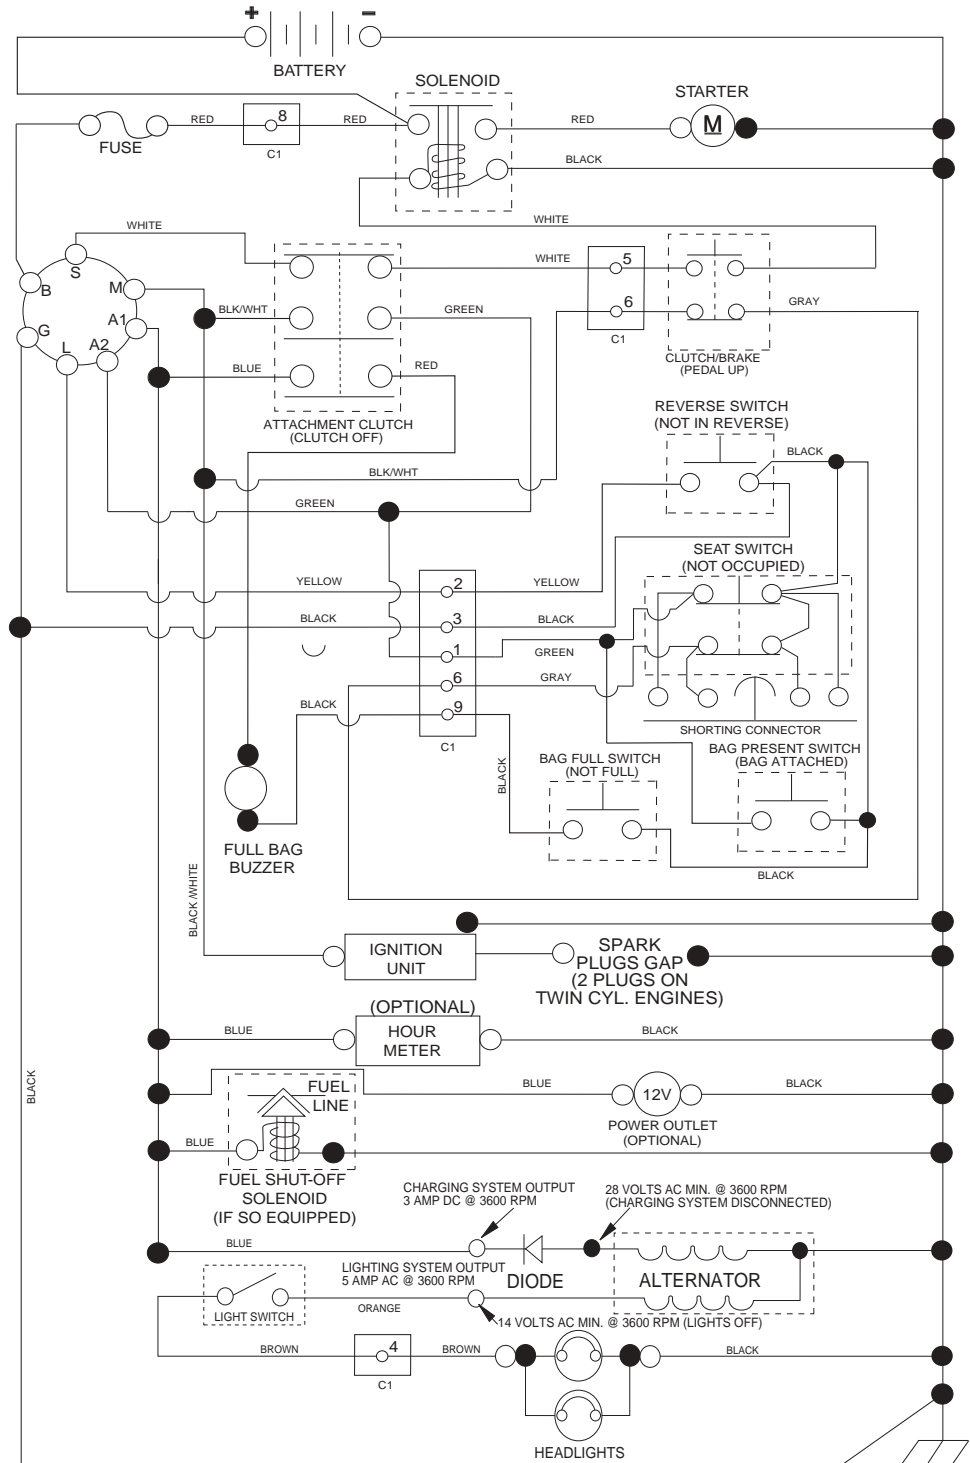 + -
BATTERY
SOLENOID
STARTER
M
FUSE
RED
8
RED
C1
RED
BLACK
WHITE
WHITE
S
B
M
G
A1
L
A2
BLK/WHT
GREEN
BLUE
RED
ATTACHMENT CLUTCH
(CLUTCH OFF)
WHITE
5
6
C1
GRAY
CLUTCH/BRAKE
(PEDAL UP)
REVERSE SWITCH
(NOT IN REVERSE)
BLACK
BLK/WHT
GREEN
SEAT SWITCH
(NOT OCCUPIED)
YELLOW
2
YELLOW
BLACK
3
BLACK
1
GREEN
6
GRAY
BLACK
9
C1
SHORTING CONNECTOR
BAG FULL SWITCH
(NOT FULL)
BAG PRESENT SWITCH
(BAG ATTACHED)
BLACK
FULL BAG
BUZZER
BLACK
BLACK /WHITE
IGNITION
UNIT
SPARK
PLUGS GAP
(2 PLUGS ON
TWIN CYL. ENGINES)
(OPTIONAL)
BLUE
HOUR
METER
BLACK
BLACK
FUEL
LINE
BLUE
12V
BLACK
POWER OUTLET
(OPTIONAL)
BLUE
FUEL SHUT-OFF
SOLENOID
(IF SO EQUIPPED)
CHARGING SYSTEM OUTPUT
3 AMP DC @ 3600 RPM
28 VOLTS AC MIN. @ 3600 RPM
(CHARGING SYSTEM DISCONNECTED)
BLUE
LIGHTING SYSTEM OUTPUT
5 AMP AC @ 3600 RPM
DIODE
ALTERNATOR
LIGHT SWITCH
ORANGE
14 VOLTS AC MIN. @ 3600 RPM (LIGHTS OFF)
BROWN
4
BROWN
C1
BLACK
HEADLIGHTS